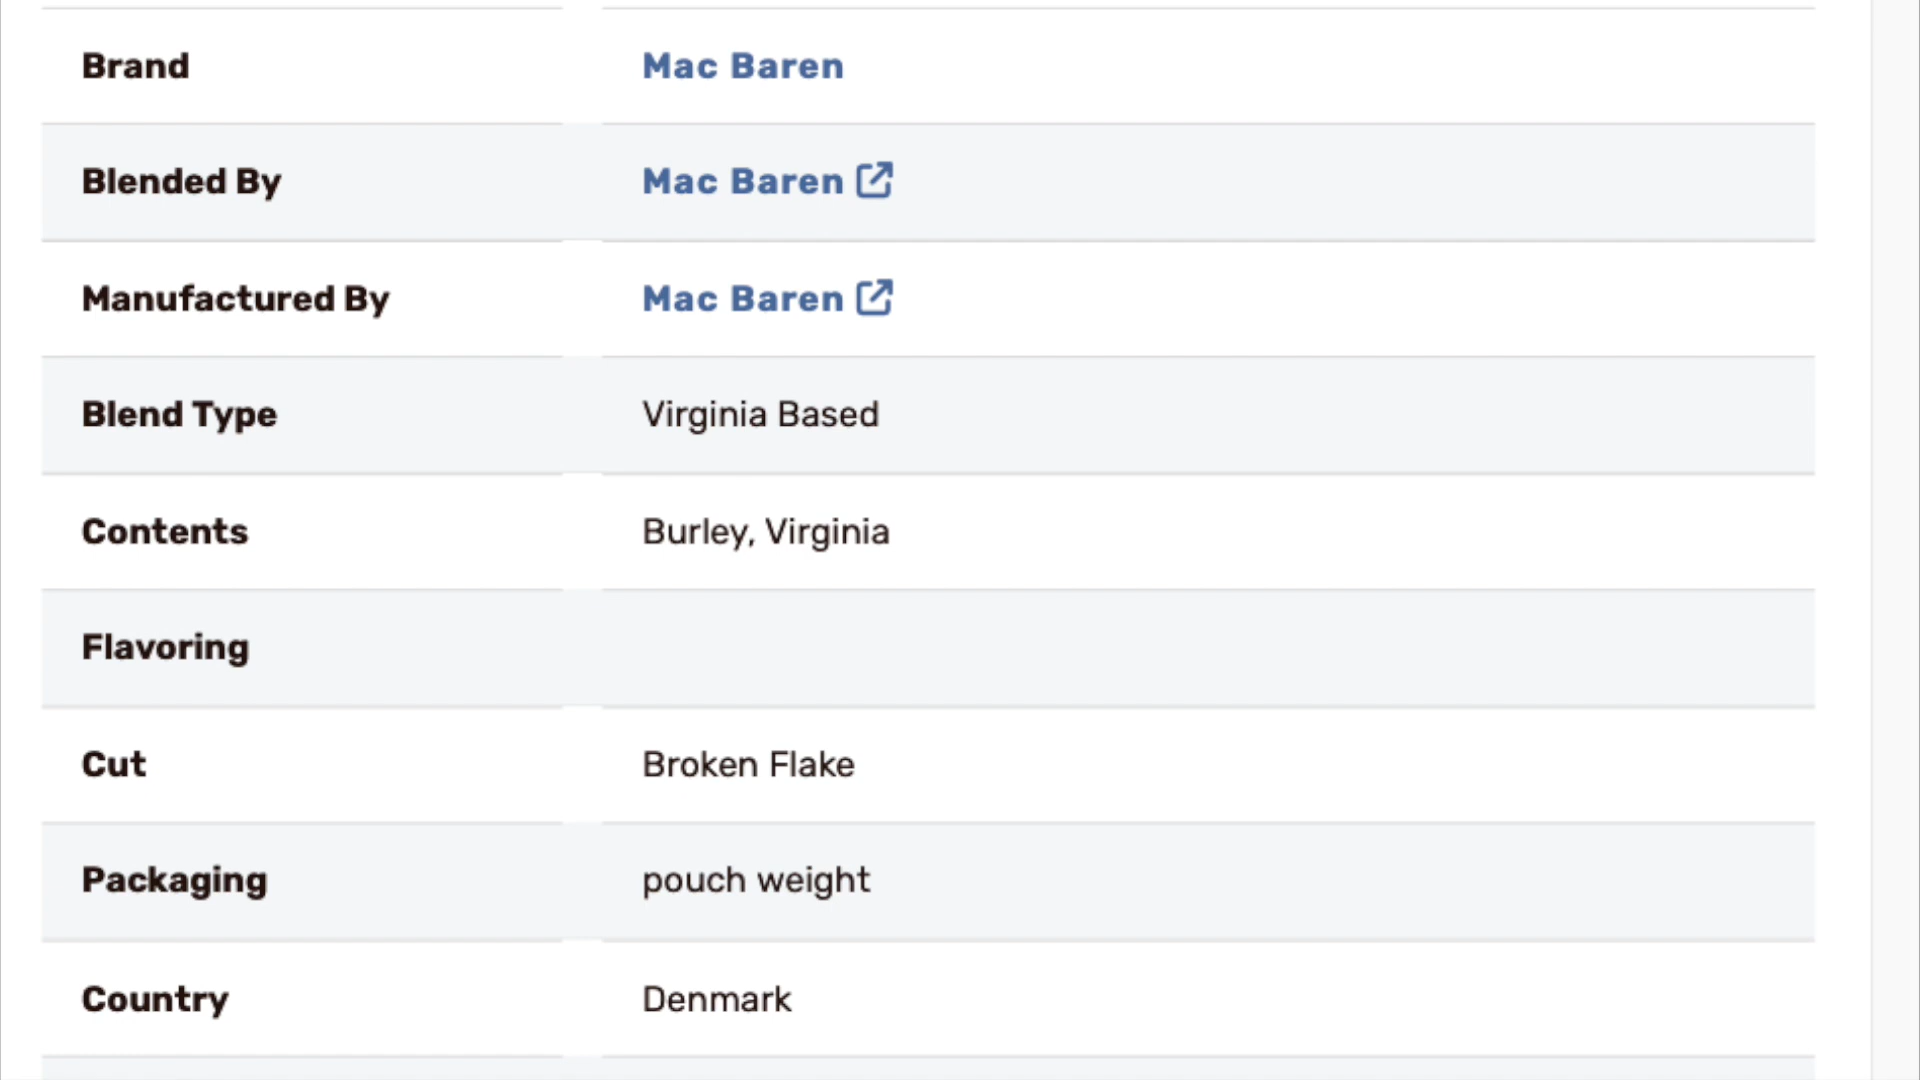 Brand Mac Baren
Blended By Mac Baren
Manufactured By Mac Baren
Blend Type Virginia Based
Contents Burley, Virginia
Flavoring
Cut Broken Flake
Packaging pouch weight
Country Denmark